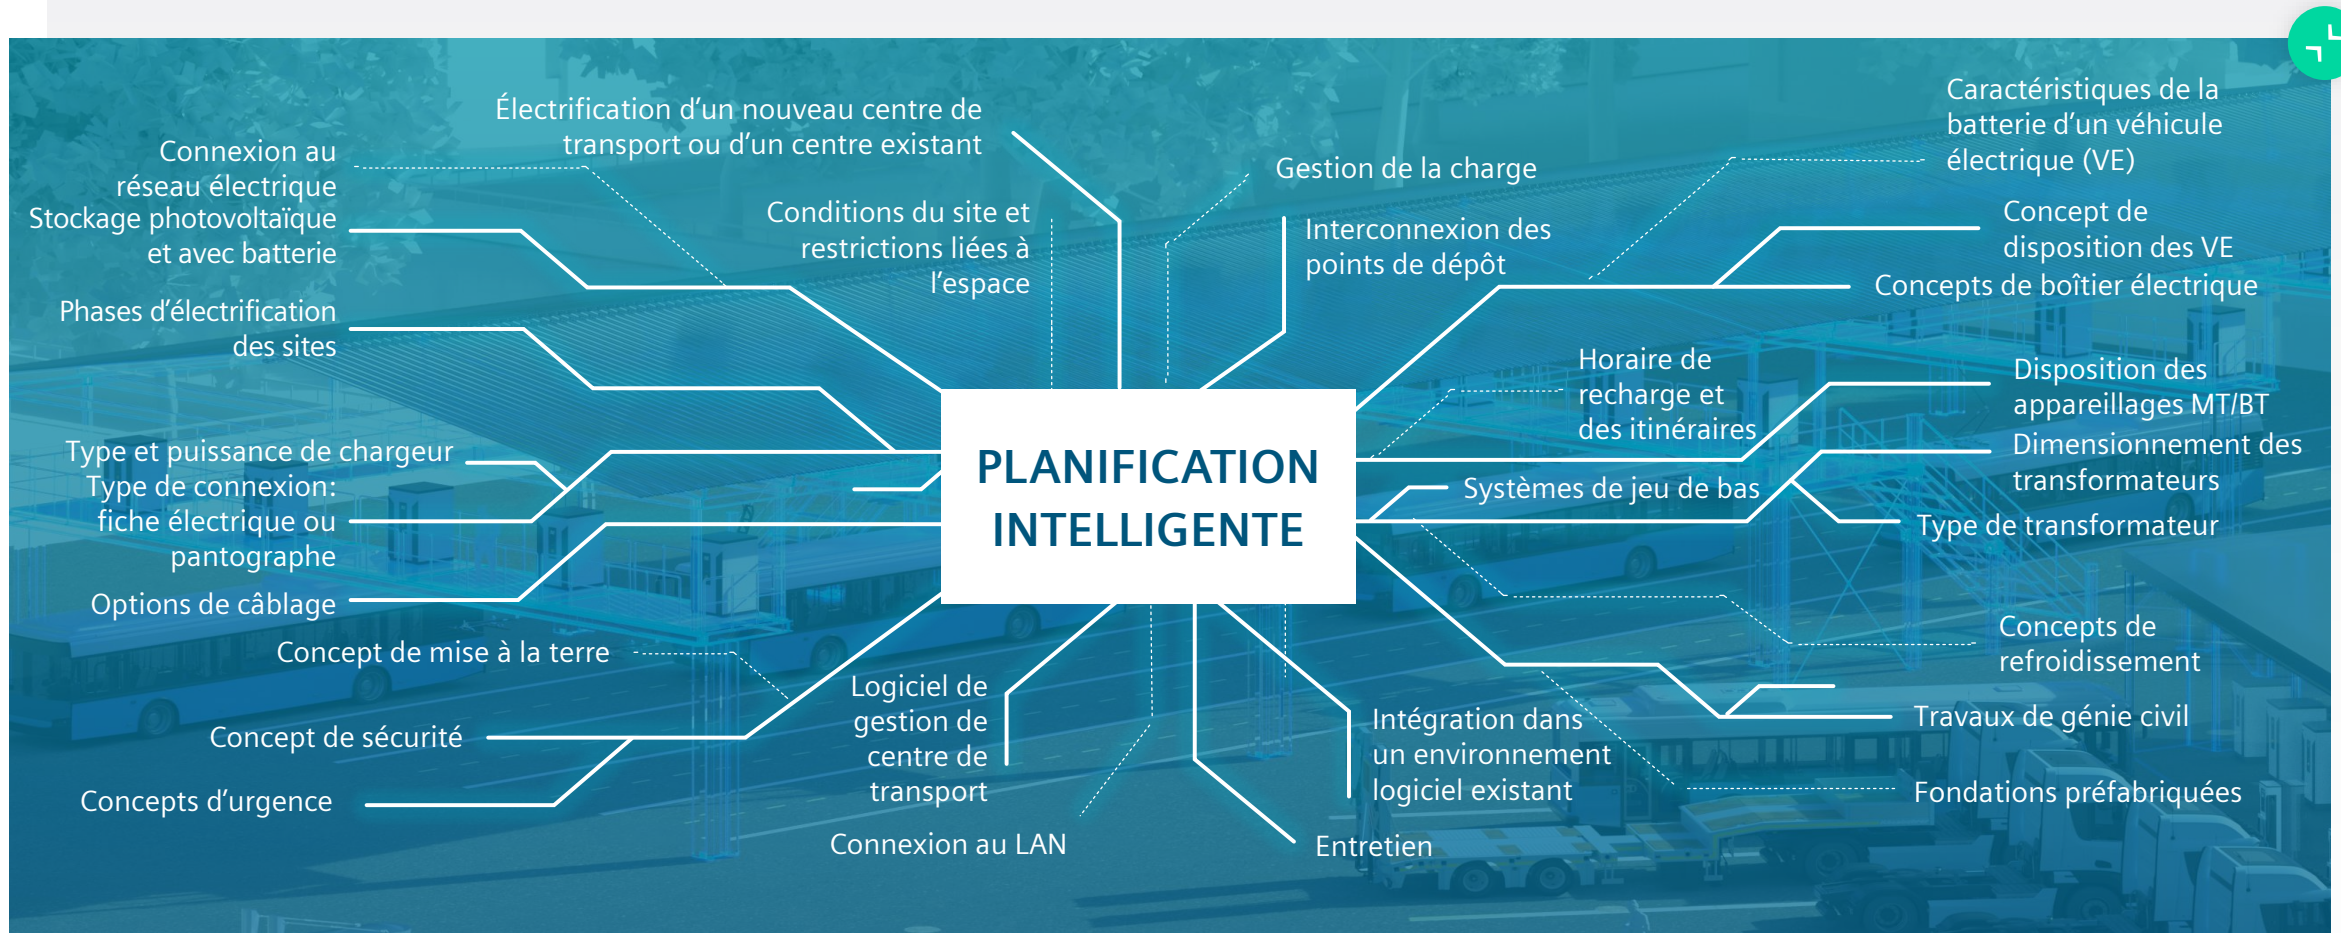 Électrification d'un nouveau centre de
transport ou d'un centre existant
Connexion au
réseau électrique
Stockage photovoltaïque
et avec batterie
Phases d'électrification
des sites
Conditions du site et
restrictions liées à
l'espace
Gestion de la charge
Interconnexion des
points de dépôt
Caractéristiques de la
batterie d'un véhicule
électrique (VE)
Concept de
disposition des VE
Concepts de boîtier électrique
Horaire de
recharge et
des itinéraires
Disposition des
appareillages MT/BT
Dimensionnement des
transformateurs
Systèmes de jeu de bas
Type de transformateur
Type et puissance de chargeur
Type de connexion:
fiche électrique ou
pantographe
Options de câblage
PLANIFICATION
INTELLIGENTE
Concept de mise à la terre
Concept de sécurité
Concepts d'urgence
Logiciel de
gestion de
centre de
transport
Connexion au LAN
Intégration dans
un environnement
logiciel existant
Entretien
Concepts de
refroidissement
Travaux de génie civil
Fondations préfabriquées